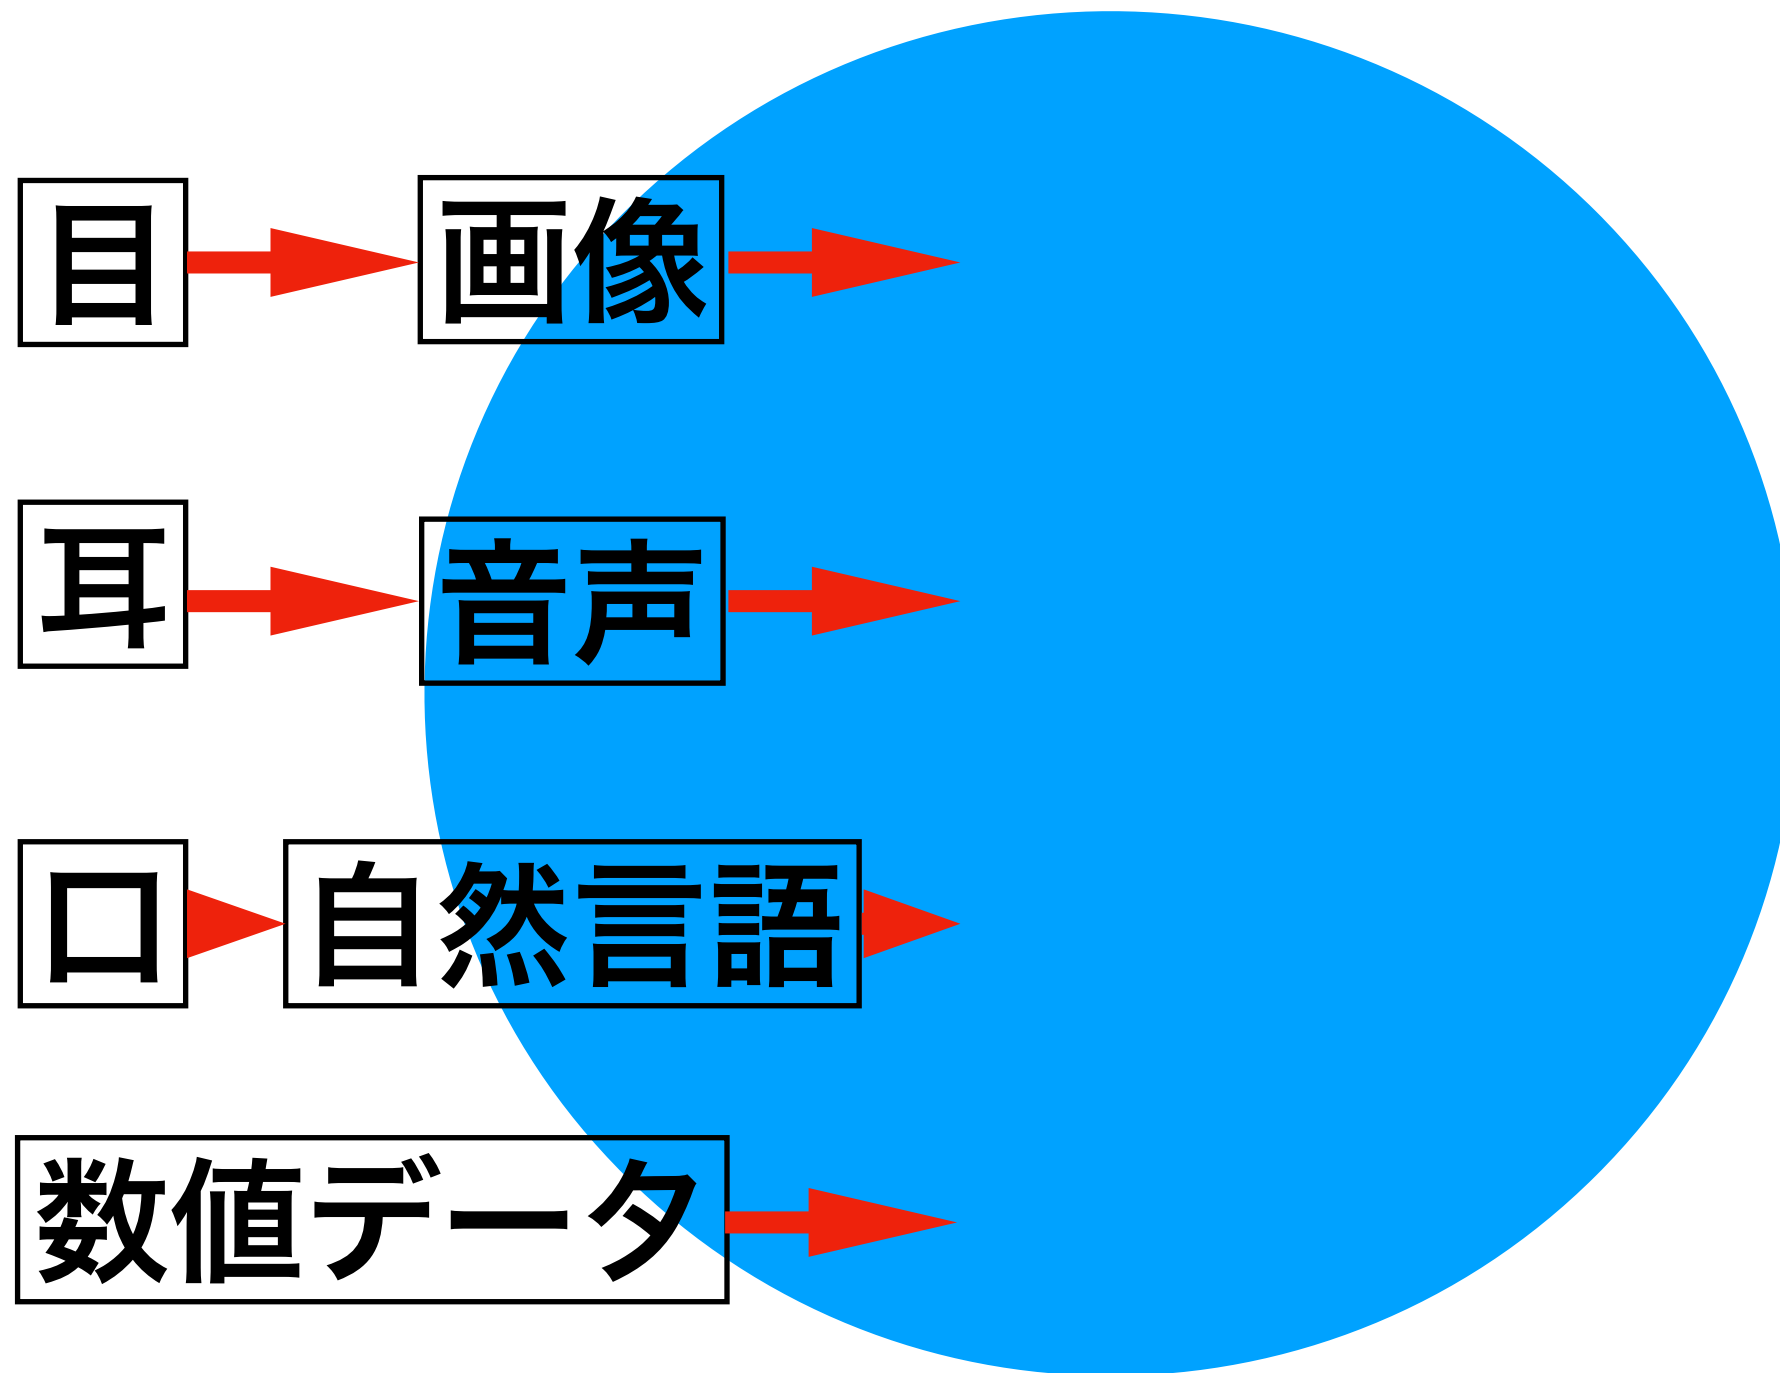 目 画像
耳 音声
口 自然言語
数値データ